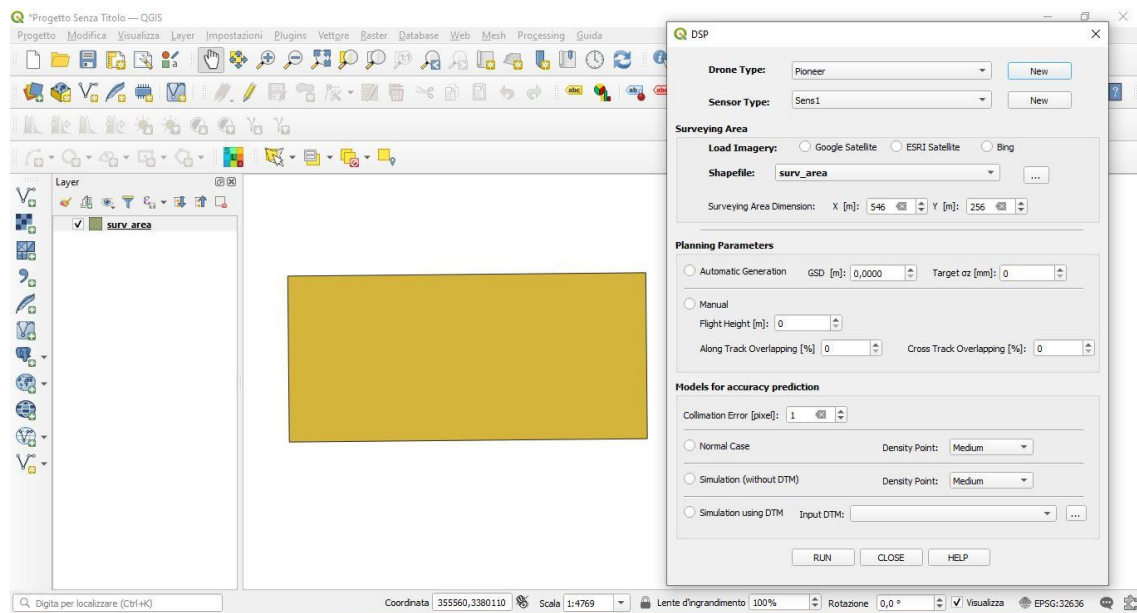 *Progetto Senza Titolo — QGIS
Progetto Modifica Visualizza Layer Impostazioni Plugins Vettore Raster Database Web Mesh Processing Guida
abc
Layer
surv_area
DSP
Drone Type: Pioneer New
Sensor Type: Sens1 New
Surveying Area
Load Imagery: Google Satellite ESRI Satellite Bing
Shapefile: surv_area ...
Surveying Area Dimension: X [m]: 546 Y [m]: 256
Planning Parameters
Automatic Generation GSD [m]: 0,0000 Target σz [mm]: 0
Manual
Flight Height [m]: 0
Along Track Overlapping [%] 0 Cross Track Overlapping [%]: 0
Models for accuracy prediction
Collimation Error [pixel]: 1
Normal Case Density Point: Medium
Simulation (without DTM) Density Point: Medium
Simulation using DTM Input DTM: ...
RUN CLOSE HELP
Digita per localizzare (Ctrl+K) Coordinata 355560,3380110 Scala 1:4769 Lente d'ingrandimento 100% Rotazione 0,0 ° Visualizza EPSG:32636